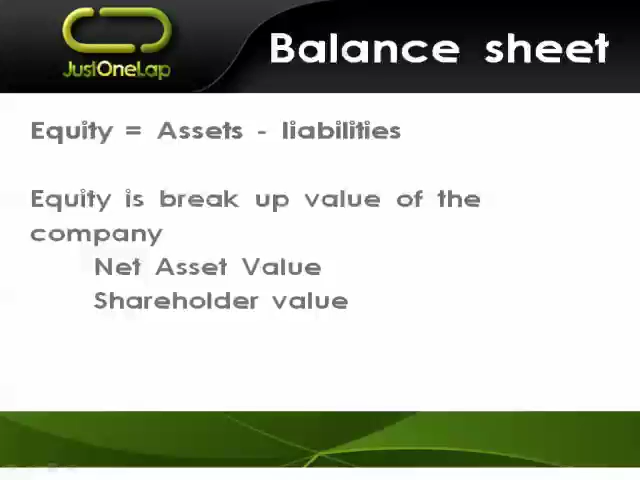 JustOneLap
Balance sheet
Equity = Assets - liabilities
Equity is break up value of the
company
Net Asset Value
Shareholder value